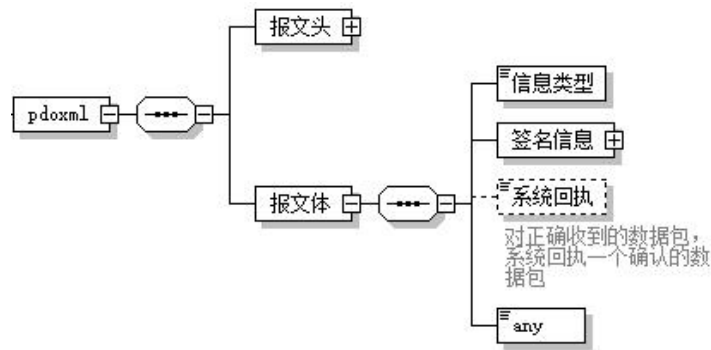 报文头
pdoxml
信息类型
签名信息
报文体
系统回执
对正确收到的数据包，
系统回执一个确认的数
据包
any